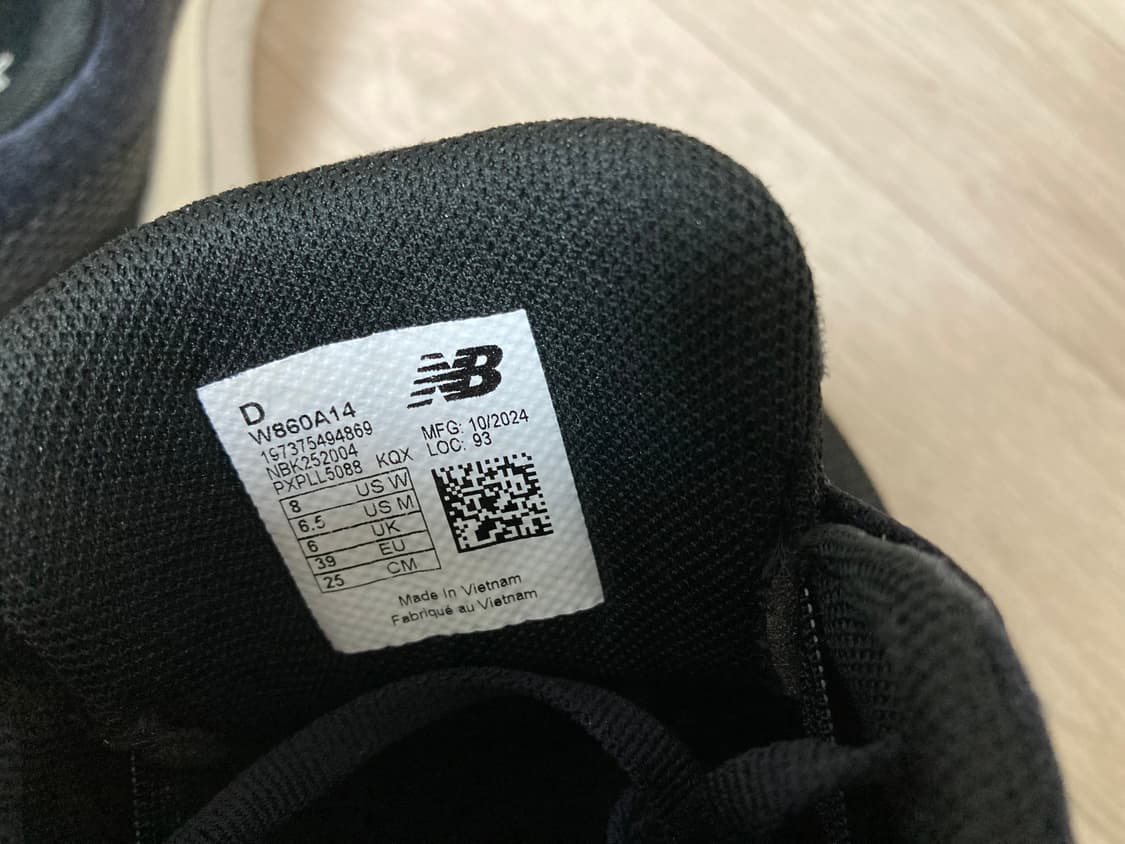 D
W860A14
197375494869
NBK252004
PXPLL5088 KQX
8 US W
6.5 US M
6 UK
39 EU
25 CM
NB
MFG: 10/2024
LOC: 93
Made In Vietnam
Fabriqué au Vietnam